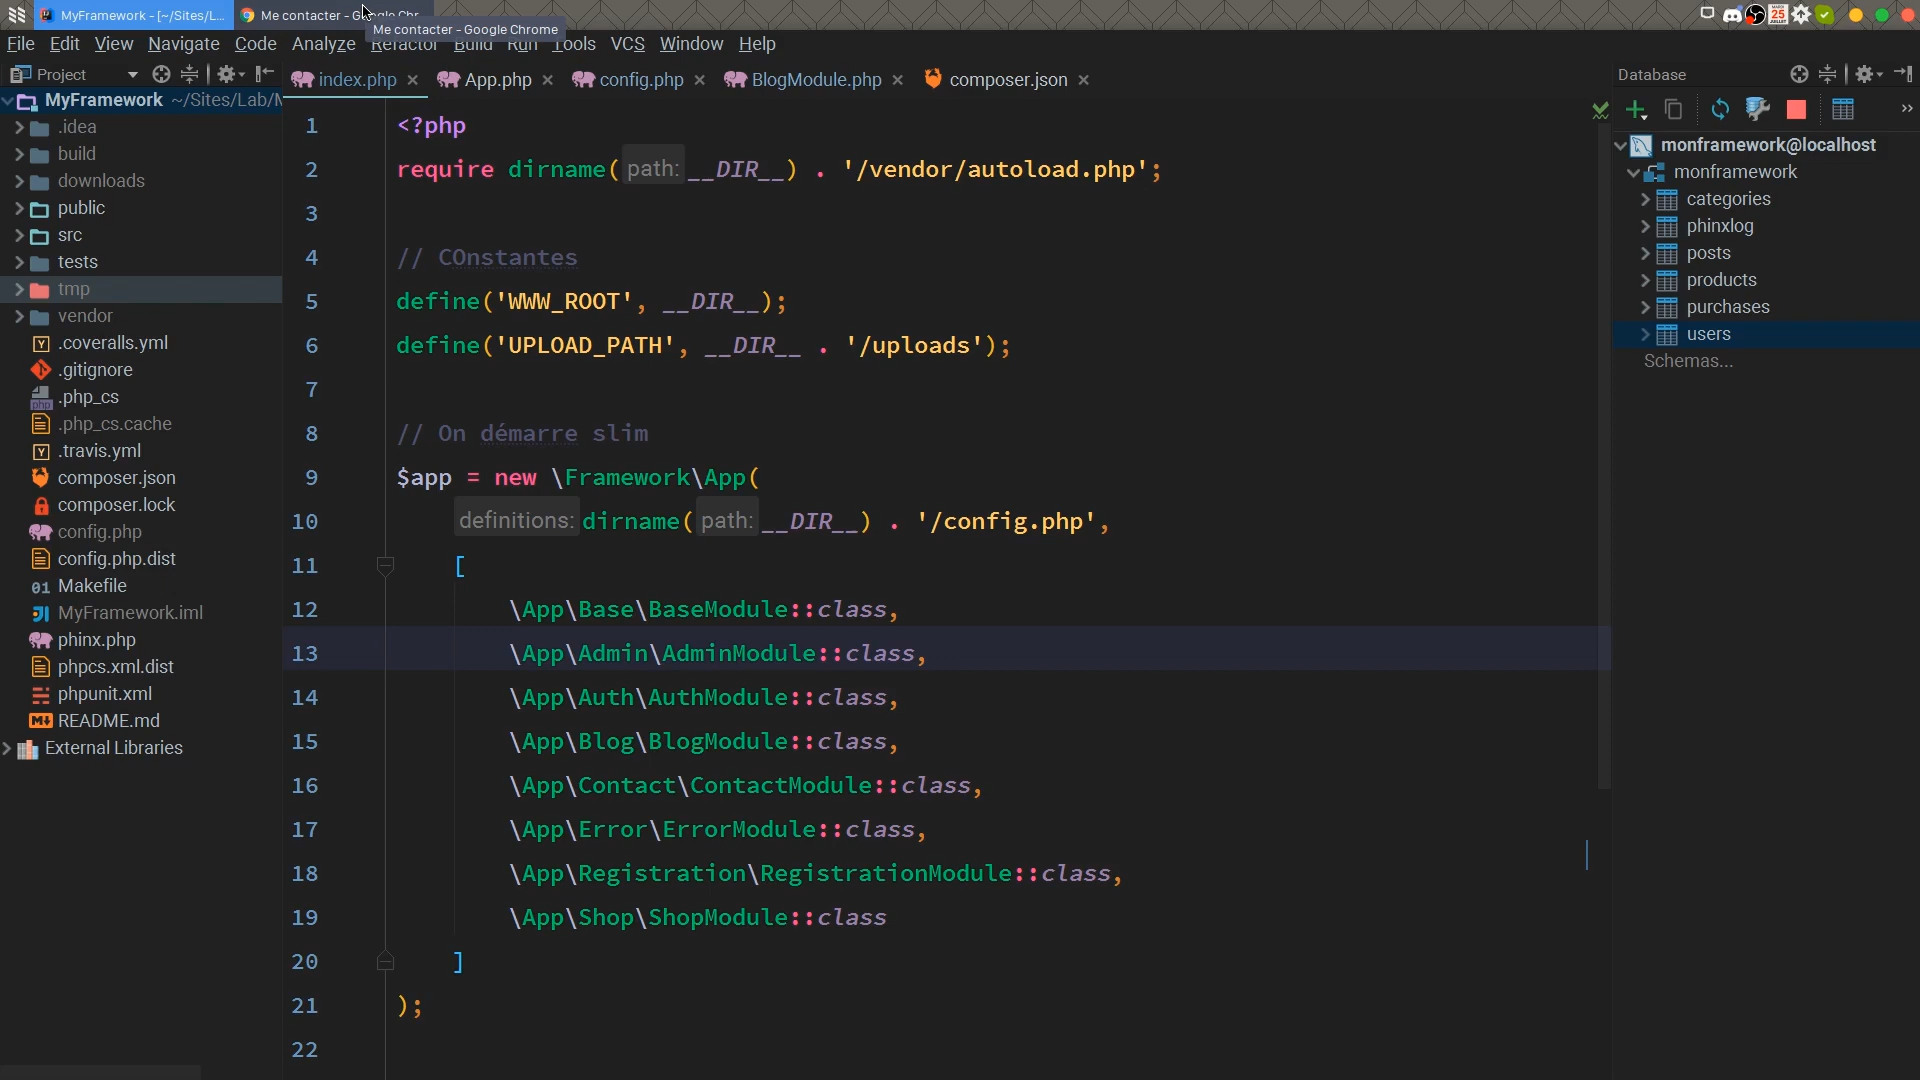 MyFramework - [~/Sites/L...
Me contacter - Google Chr...
Me contacter - Google Chrome
File Edit View Navigate Code Analyze Refactor Build Run Tools VCS Window Help
Project
index.php
App.php
config.php
BlogModule.php
composer.json
Database
MyFramework ~/Sites/Lab/
.idea
build
downloads
public
src
tests
tmp
vendor
.coveralls.yml
.gitignore
.php_cs
.php_cs.cache
.travis.yml
composer.json
composer.lock
config.php
config.php.dist
Makefile
MyFramework.iml
phinx.php
phpcs.xml.dist
phpunit.xml
README.md
External Libraries
1 <?php
2 require dirname( path: __DIR__) . '/vendor/autoload.php';
3
4 // COnstantes
5 define('WWW_ROOT', __DIR__);
6 define('UPLOAD_PATH', __DIR__ . '/uploads');
7
8 // On démarre slim
9 $app = new \Framework\App(
10 definitions: dirname( path: __DIR__) . '/config.php',
11 [
12 \App\Base\BaseModule::class,
13 \App\Admin\AdminModule::class,
14 \App\Auth\AuthModule::class,
15 \App\Blog\BlogModule::class,
16 \App\Contact\ContactModule::class,
17 \App\Error\ErrorModule::class,
18 \App\Registration\RegistrationModule::class,
19 \App\Shop\ShopModule::class
20 ]
21 );
22
monframework@localhost
monframework
categories
phinxlog
posts
products
purchases
users
Schemas...
25